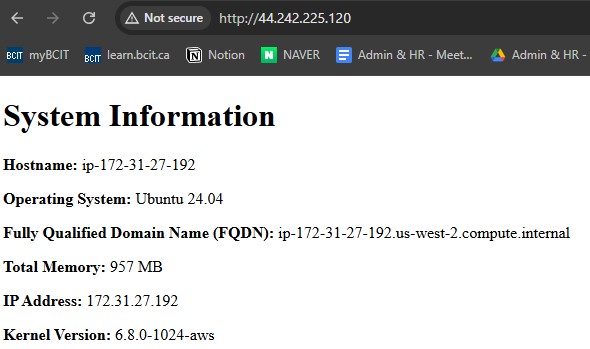 Not secure http://44.242.225.120
BCIT myBCIT BCIT learn.bcit.ca Notion N NAVER Admin & HR - Meet... Admin & HR -
System Information
Hostname: ip-172-31-27-192
Operating System: Ubuntu 24.04
Fully Qualified Domain Name (FQDN): ip-172-31-27-192.us-west-2.compute.internal
Total Memory: 957 MB
IP Address: 172.31.27.192
Kernel Version: 6.8.0-1024-aws